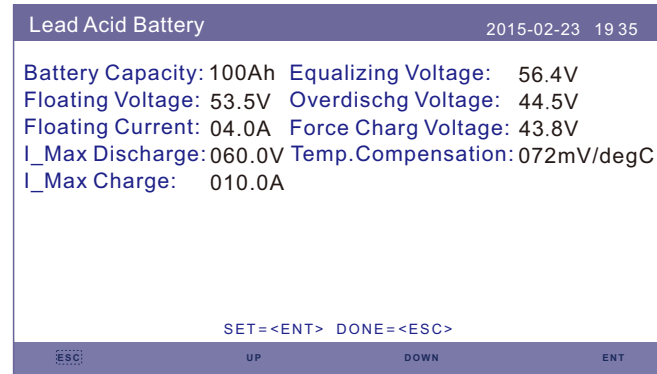 Lead Acid Battery 2015-02-23 19 35
Battery Capacity: 100Ah Equalizing Voltage: 56.4V
Floating Voltage: 53.5V Overdischg Voltage: 44.5V
Floating Current: 04.0A Force Charg Voltage: 43.8V
I_Max Discharge: 060.0V Temp.Compensation: 072mV/degC
I_Max Charge: 010.0A
SET=<ENT> DONE=<ESC>
ESC UP DOWN ENT